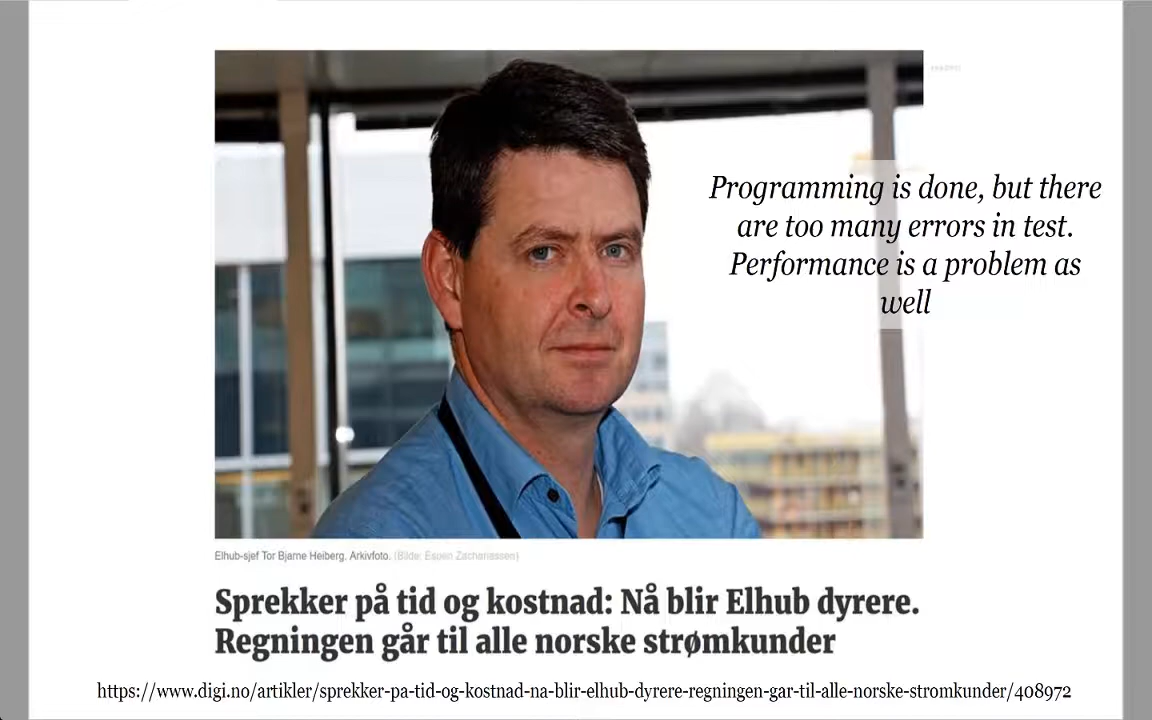 Programming is done, but there
are too many errors in test.
Performance is a problem as
well
Elhub-sjef Tor Bjarne Heiberg. Arkivfoto. (Bilde: Espen Zachariassen)
Sprekker på tid og kostnad: Nå blir Elhub dyrere.
Regningen går til alle norske strømkunder
https://www.digi.no/artikler/sprekker-pa-tid-og-kostnad-na-blir-elhub-dyrere-regningen-gar-til-alle-norske-stromkunder/408972